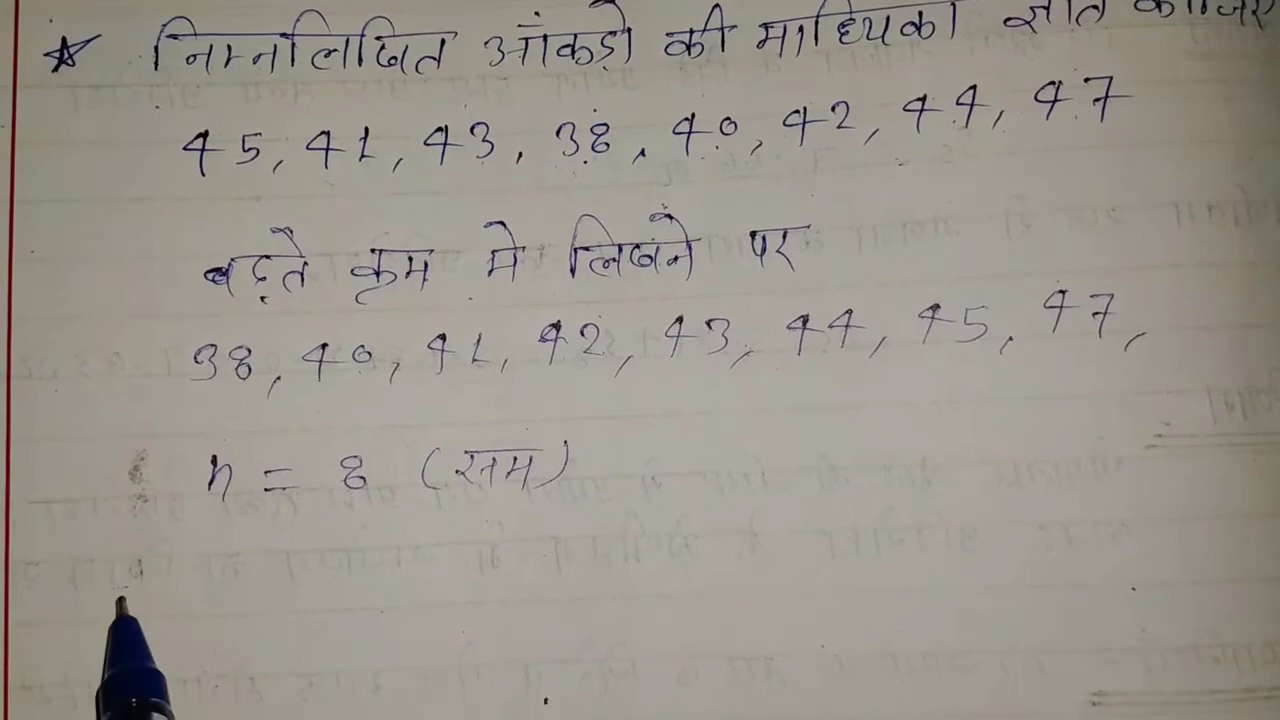 ☆ निम्नलिखित आंकड़ो की माध्यिका ज्ञात कीजिए
45, 41, 43, 38, 40, 42, 44, 47
बढ़ते क्रम मे लिखने पर
38, 40, 41, 42, 43, 44, 45, 47,
n = 8 (सम)